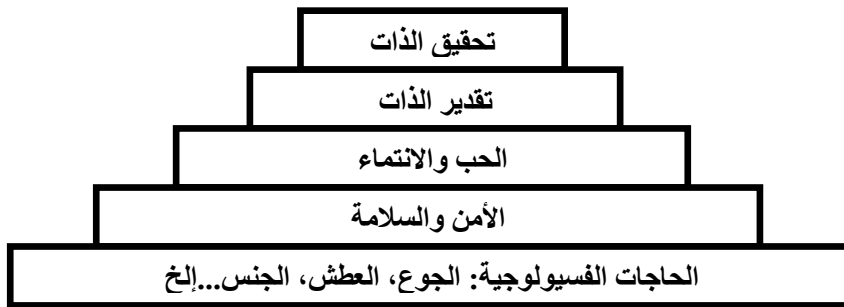 تحقيق الذات
تقدير الذات
الحب والانتماء
الأمن والسلامة
الحاجات الفسيولوجية: الجوع، العطش، الجنس...إلخ